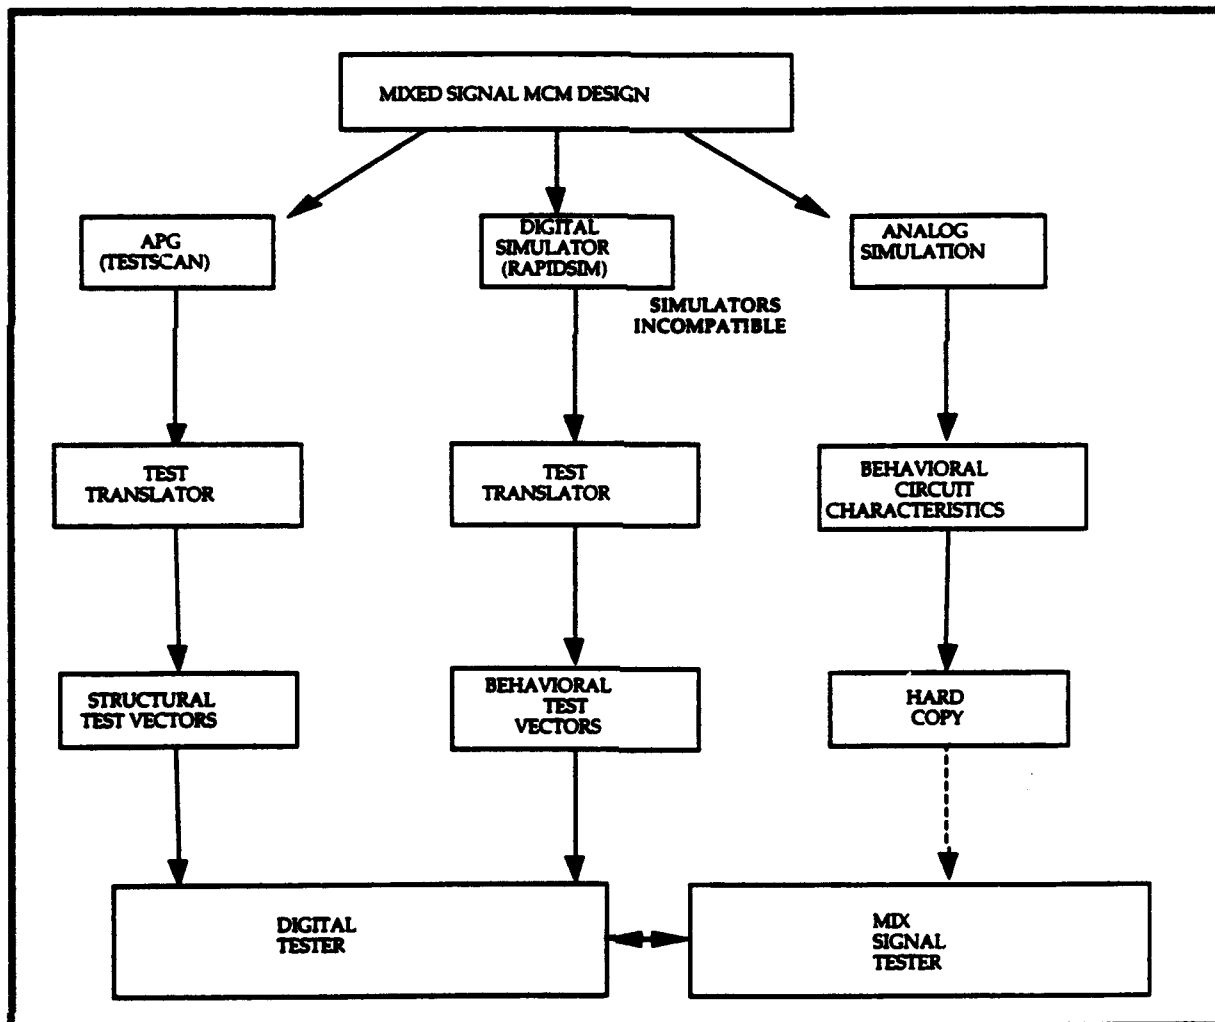 MIXED SIGNAL MCM DESIGN
APG
(TESTSCAN)
DIGITAL
SIMULATOR
(RAPIDSIM)
ANALOG
SIMULATION
SIMULATORS
INCOMPATIBLE
TEST
TRANSLATOR
TEST
TRANSLATOR
BEHAVIORAL
CIRCUIT
CHARACTERISTICS
STRUCTURAL
TEST VECTORS
BEHAVIORAL
TEST
VECTORS
HARD
COPY
DIGITAL
TESTER
MIX
SIGNAL
TESTER